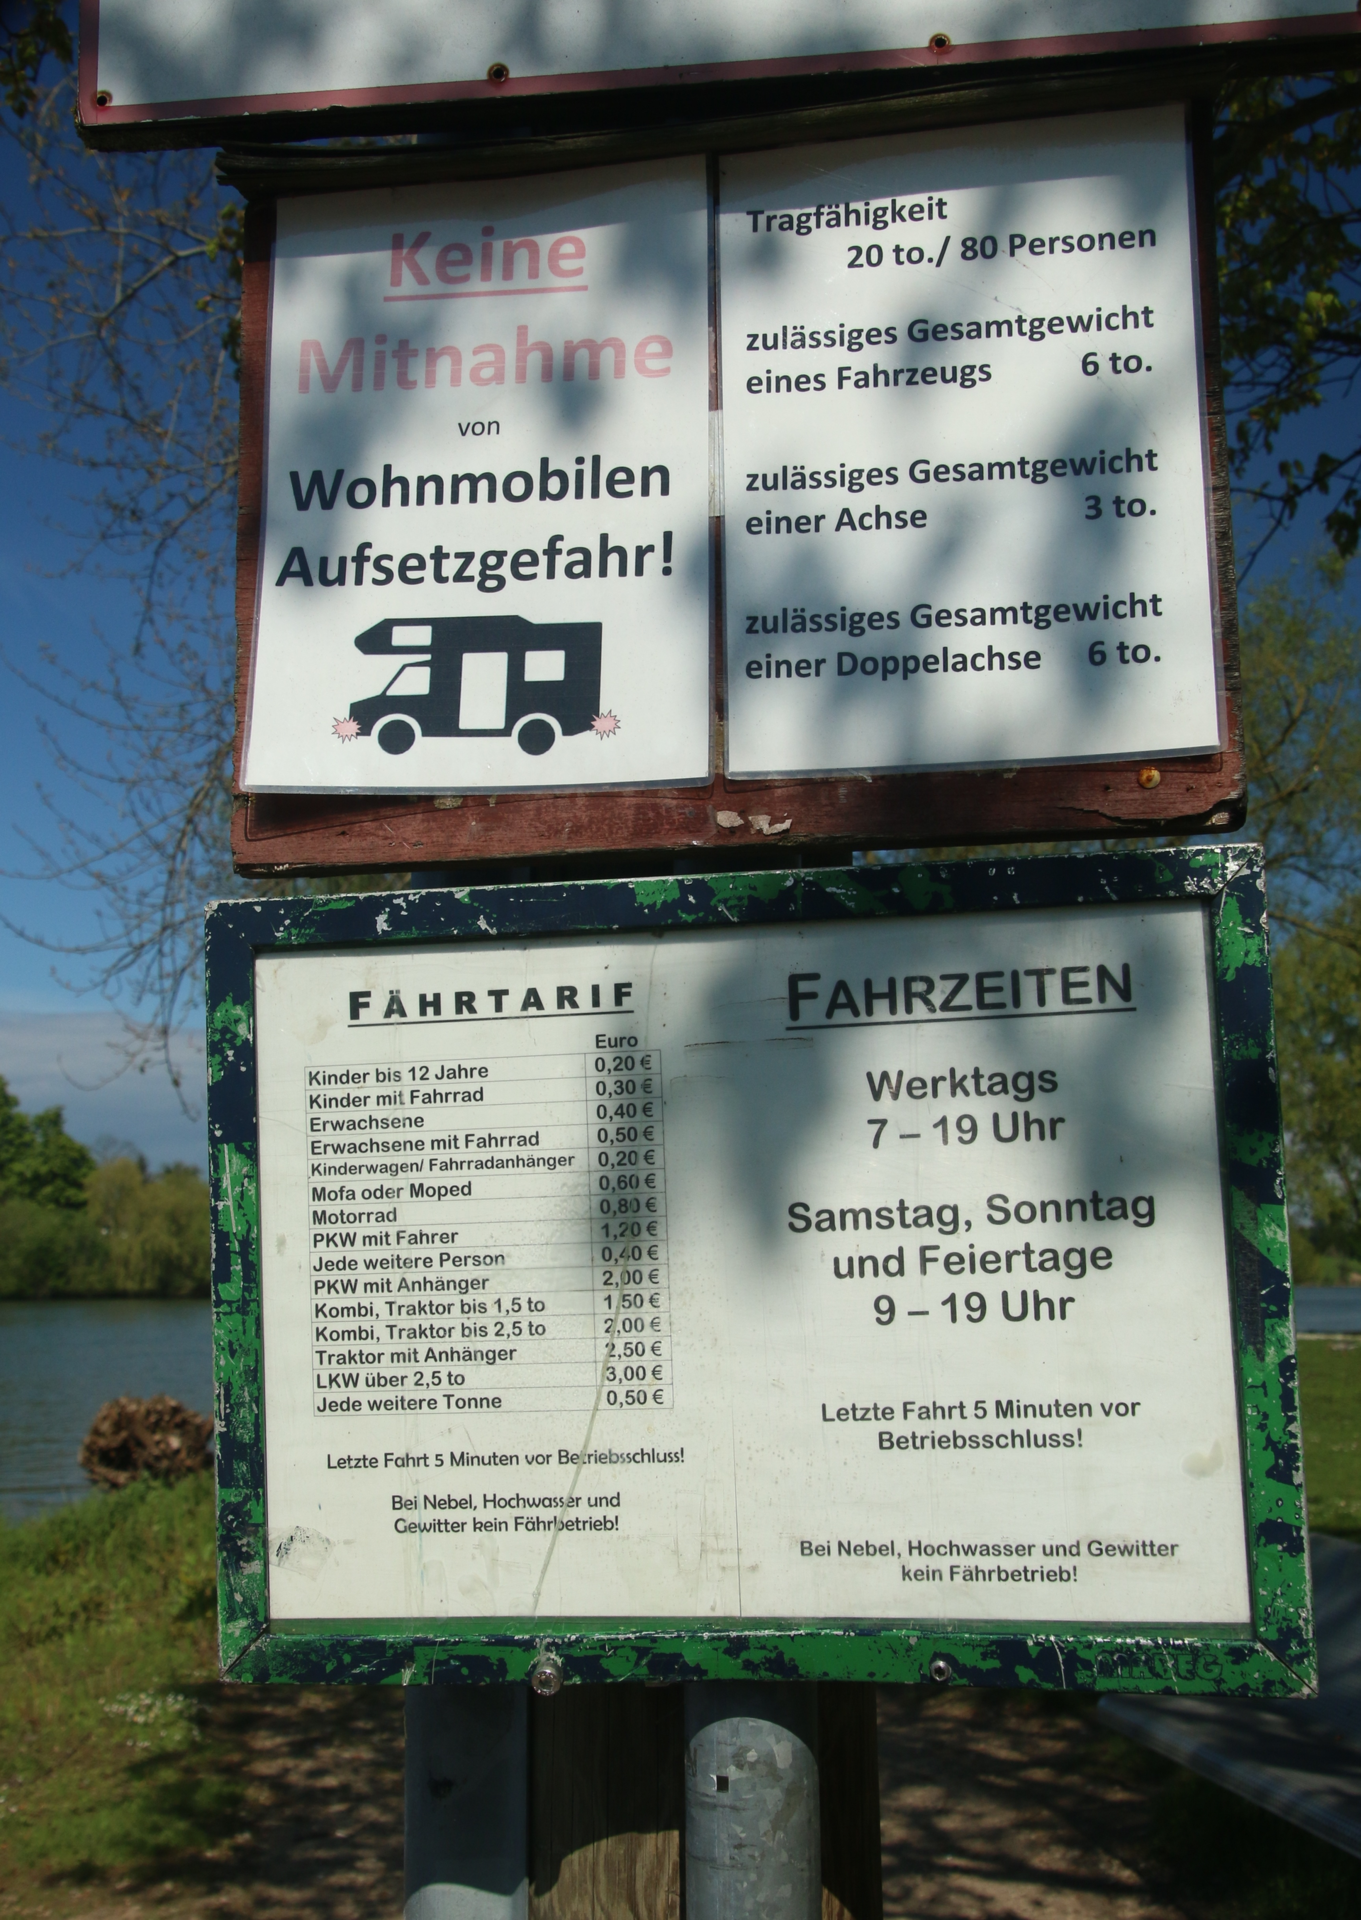 Keine
Mitnahme
von
Wohnmobilen
Aufsetzgefahr!
Tragfähigkeit
20 to./ 80 Personen
zulässiges Gesamtgewicht
eines Fahrzeugs 6 to.
zulässiges Gesamtgewicht
einer Achse 3 to.
zulässiges Gesamtgewicht
einer Doppelachse 6 to.
FÄHRTARIF
Euro
Kinder bis 12 Jahre 0,20 €
Kinder mit Fahrrad 0,30 €
Erwachsene 0,40 €
Erwachsene mit Fahrrad 0,50 €
Kinderwagen/ Fahrradanhänger 0,20 €
Mofa oder Moped 0,60 €
Motorrad 0,80 €
PKW mit Fahrer 1,20 €
Jede weitere Person 0,40 €
PKW mit Anhänger 2,00 €
Kombi, Traktor bis 1,5 to 1,50 €
Kombi, Traktor bis 2,5 to 2,00 €
Traktor mit Anhänger 2,50 €
LKW über 2,5 to 3,00 €
Jede weitere Tonne 0,50 €
Letzte Fahrt 5 Minuten vor Betriebsschluss!
Bei Nebel, Hochwasser und
Gewitter kein Fährbetrieb!
FAHRZEITEN
Werktags
7 – 19 Uhr
Samstag, Sonntag
und Feiertage
9 – 19 Uhr
Letzte Fahrt 5 Minuten vor
Betriebsschluss!
Bei Nebel, Hochwasser und Gewitter
kein Fährbetrieb!
MABEG